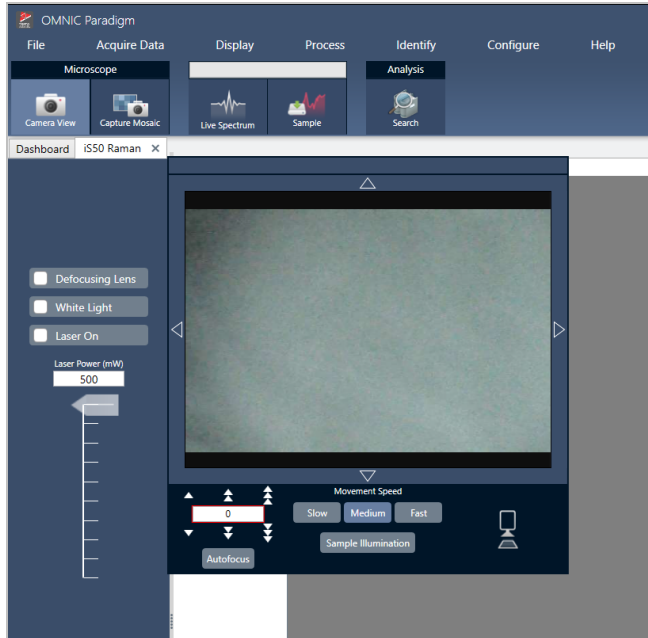 OMNIC Paradigm
File Acquire Data Display Process Identify Configure Help
Microscope Analysis
Camera View Capture Mosaic Live Spectrum Sample Search
Dashboard iS50 Raman ×
Defocusing Lens
White Light
Laser On
Laser Power (mW)
500
Movement Speed
0 Slow Medium Fast
Sample Illumination
Autofocus